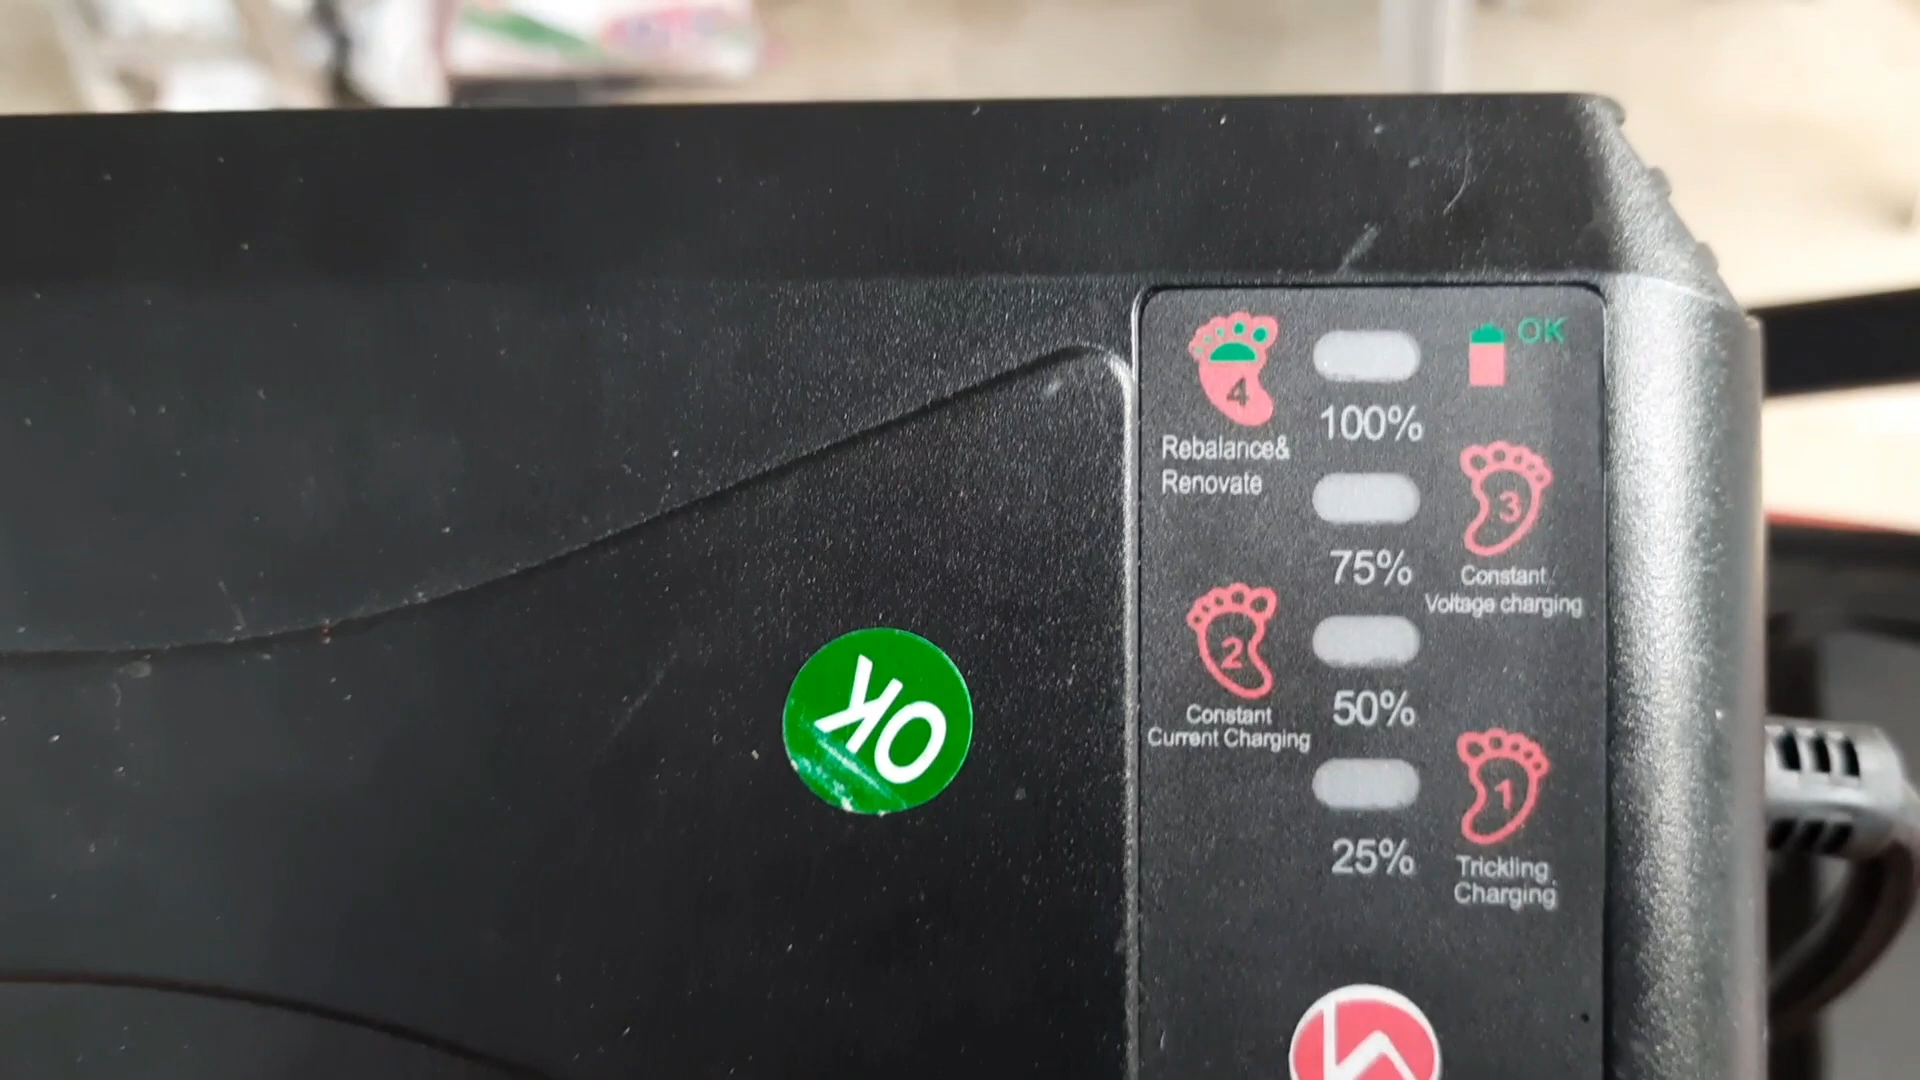 4
OK
100%
Rebalance&
Renovate
3
75%
Constant
Voltage charging
2
50%
Constant
Current Charging
1
25%
Trickling
Charging
OK